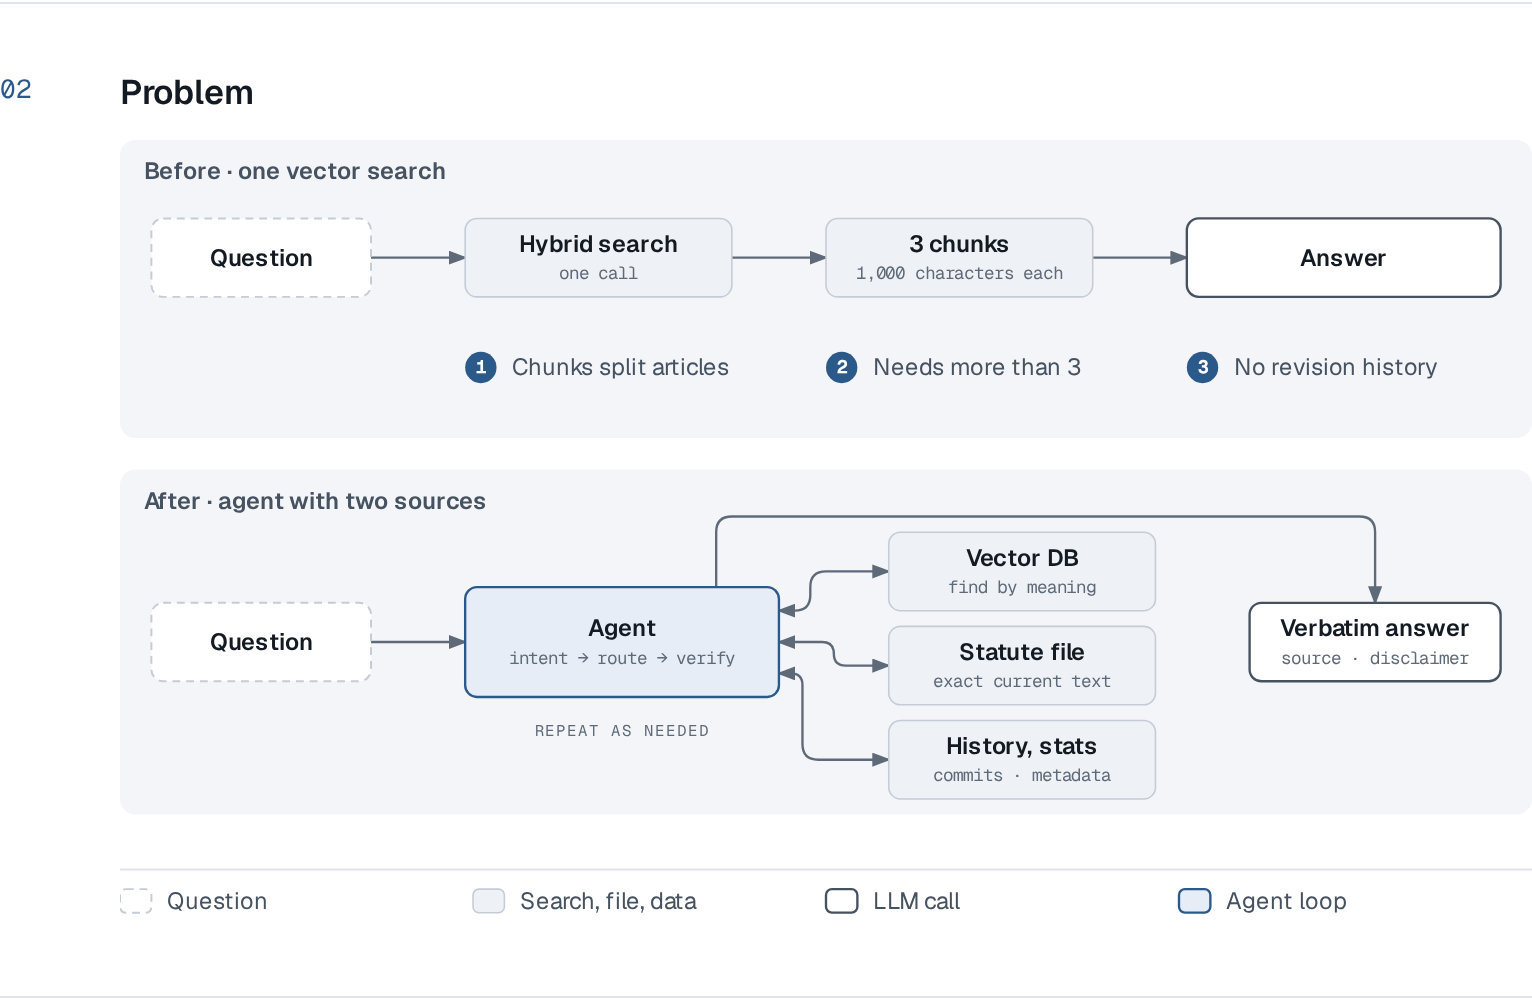 02
Problem
Before · one vector search
Question
Hybrid search
one call
3 chunks
1,000 characters each
Answer
1 Chunks split articles
2 Needs more than 3
3 No revision history
After · agent with two sources
Question
Agent
intent → route → verify
REPEAT AS NEEDED
Vector DB
find by meaning
Statute file
exact current text
History, stats
commits · metadata
Verbatim answer
source · disclaimer
Question
Search, file, data
LLM call
Agent loop